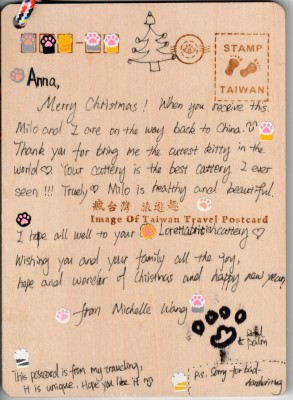 STAMP
TAIWAN
Anna,
Merry Christmas! When you receive this.
Milo and I are on the way back to China.
Thank you for bring me the cutest kitty in the
world Your cattery is the best cattery I ever
seen !!! Truely Milo is healthy and beautiful.
瘋台灣 旅遊趣
Image Of Taiwan Travel Postcard
I hope all well to your Lorettabritishcattery
Wishing you and your family all the joy,
hope and wonder of Chistmas and happy new year
from Michelle Wang
palm
This postcard is from my traveling,
it is unique. Hope you like it
P.S. Sorry for bad-
handwriting